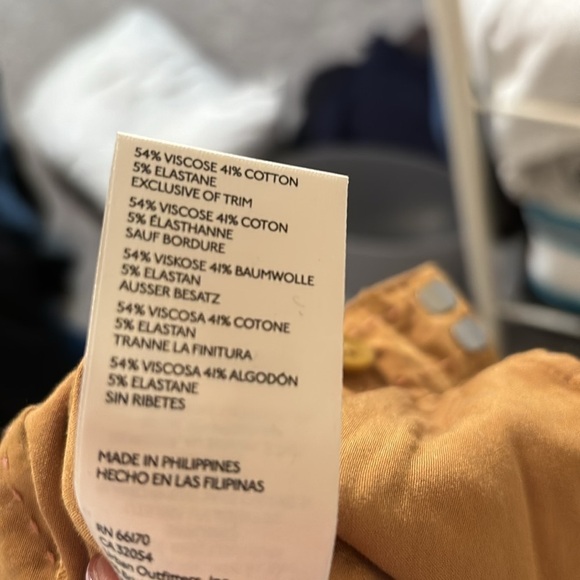 54% VISCOSE 41% COTTON
5% ELASTANE
EXCLUSIVE OF TRIM
54% VISCOSE 41% COTON
5% ÉLASTHANNE
SAUF BORDURE
54% VISKOSE 41% BAUMWOLLE
5% ELASTAN
AUSSER BESATZ
54% VISCOSA 41% COTONE
5% ELASTAN
TRANNE LA FINITURA
54% VISCOSA 41% ALGODÓN
5% ELASTANE
SIN RIBETES
MADE IN PHILIPPINES
HECHO EN LAS FILIPINAS
RN 66170
CA 32054
Outfitters, Inc